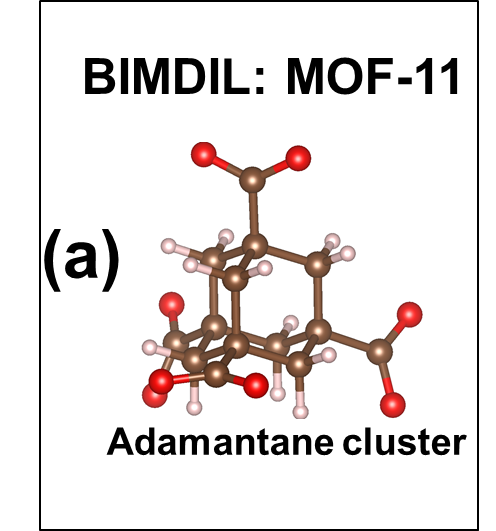 BIMDIL: MOF-11
(a)
Adamantane cluster